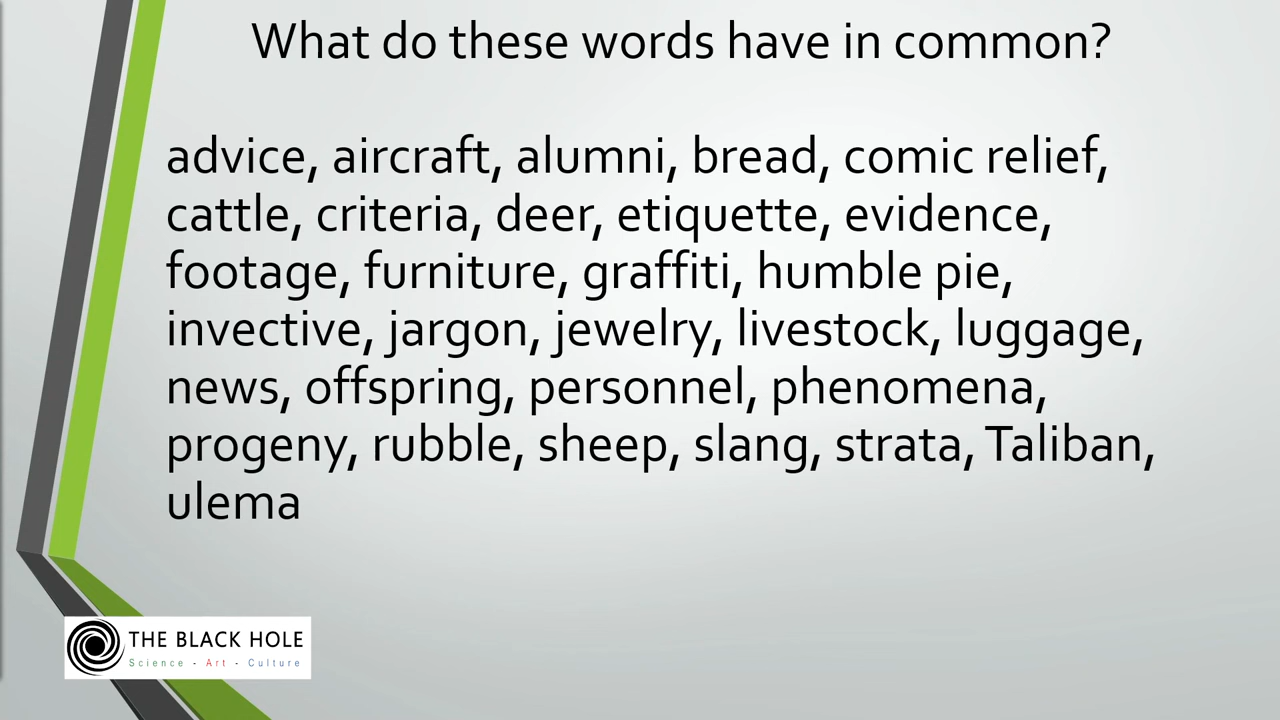 What do these words have in common?
advice, aircraft, alumni, bread, comic relief,
cattle, criteria, deer, etiquette, evidence,
footage, furniture, graffiti, humble pie,
invective, jargon, jewelry, livestock, luggage,
news, offspring, personnel, phenomena,
progeny, rubble, sheep, slang, strata, Taliban,
ulema
THE BLACK HOLE
Science - Art - Culture